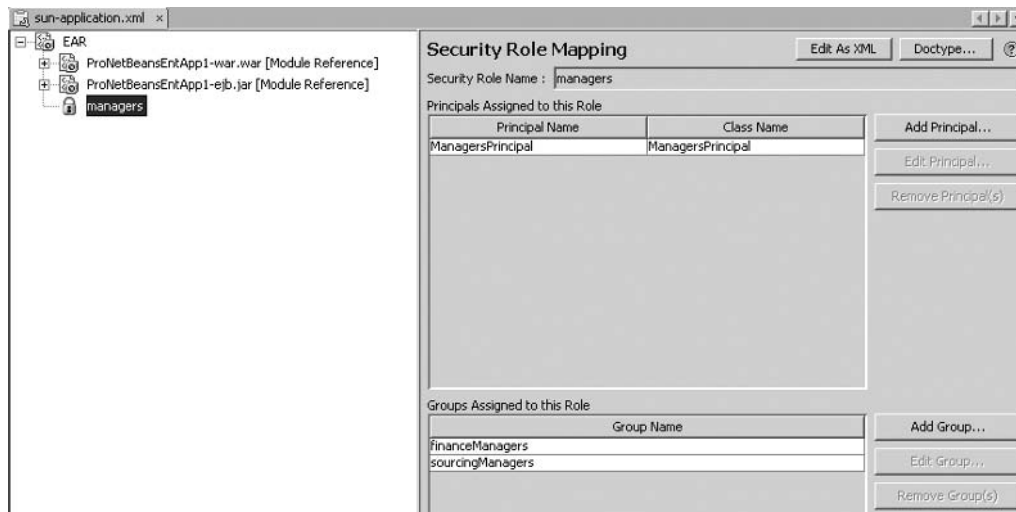 sun-application.xml ×
EAR
ProNetBeansEntApp1-war.war [Module Reference]
ProNetBeansEntApp1-ejb.jar [Module Reference]
managers
Security Role Mapping
Edit As XML
Doctype...
?
Security Role Name : managers
Principals Assigned to this Role
Principal Name Class Name
ManagersPrincipal ManagersPrincipal
Add Principal...
Edit Principal...
Remove Principal(s)
Groups Assigned to this Role
Group Name
financeManagers
sourcingManagers
Add Group...
Edit Group...
Remove Group(s)